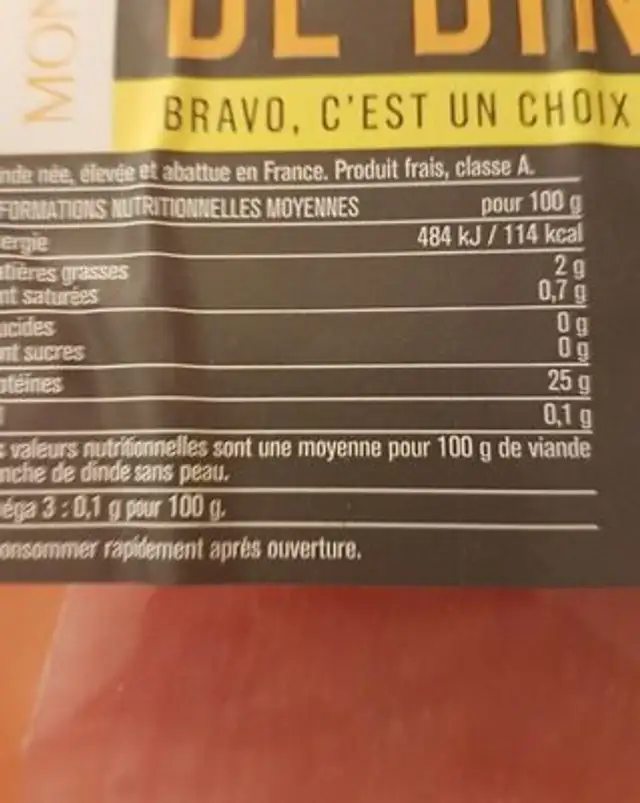 MON
DE DIN
BRAVO, C'EST UN CHOIX
inde née, élevée et abattue en France. Produit frais, classe A.
FORMATIONS NUTRITIONNELLES MOYENNES pour 100 g
ergie 484 kJ / 114 kcal
atières grasses 2 g
nt saturées 0,7 g
ucides 0 g
nt sucres 0 g
otéines 25 g
0,1 g
s valeurs nutritionnelles sont une moyenne pour 100 g de viande
nche de dinde sans peau.
éga 3 : 0,1 g pour 100 g.
onsommer rapidement après ouverture.